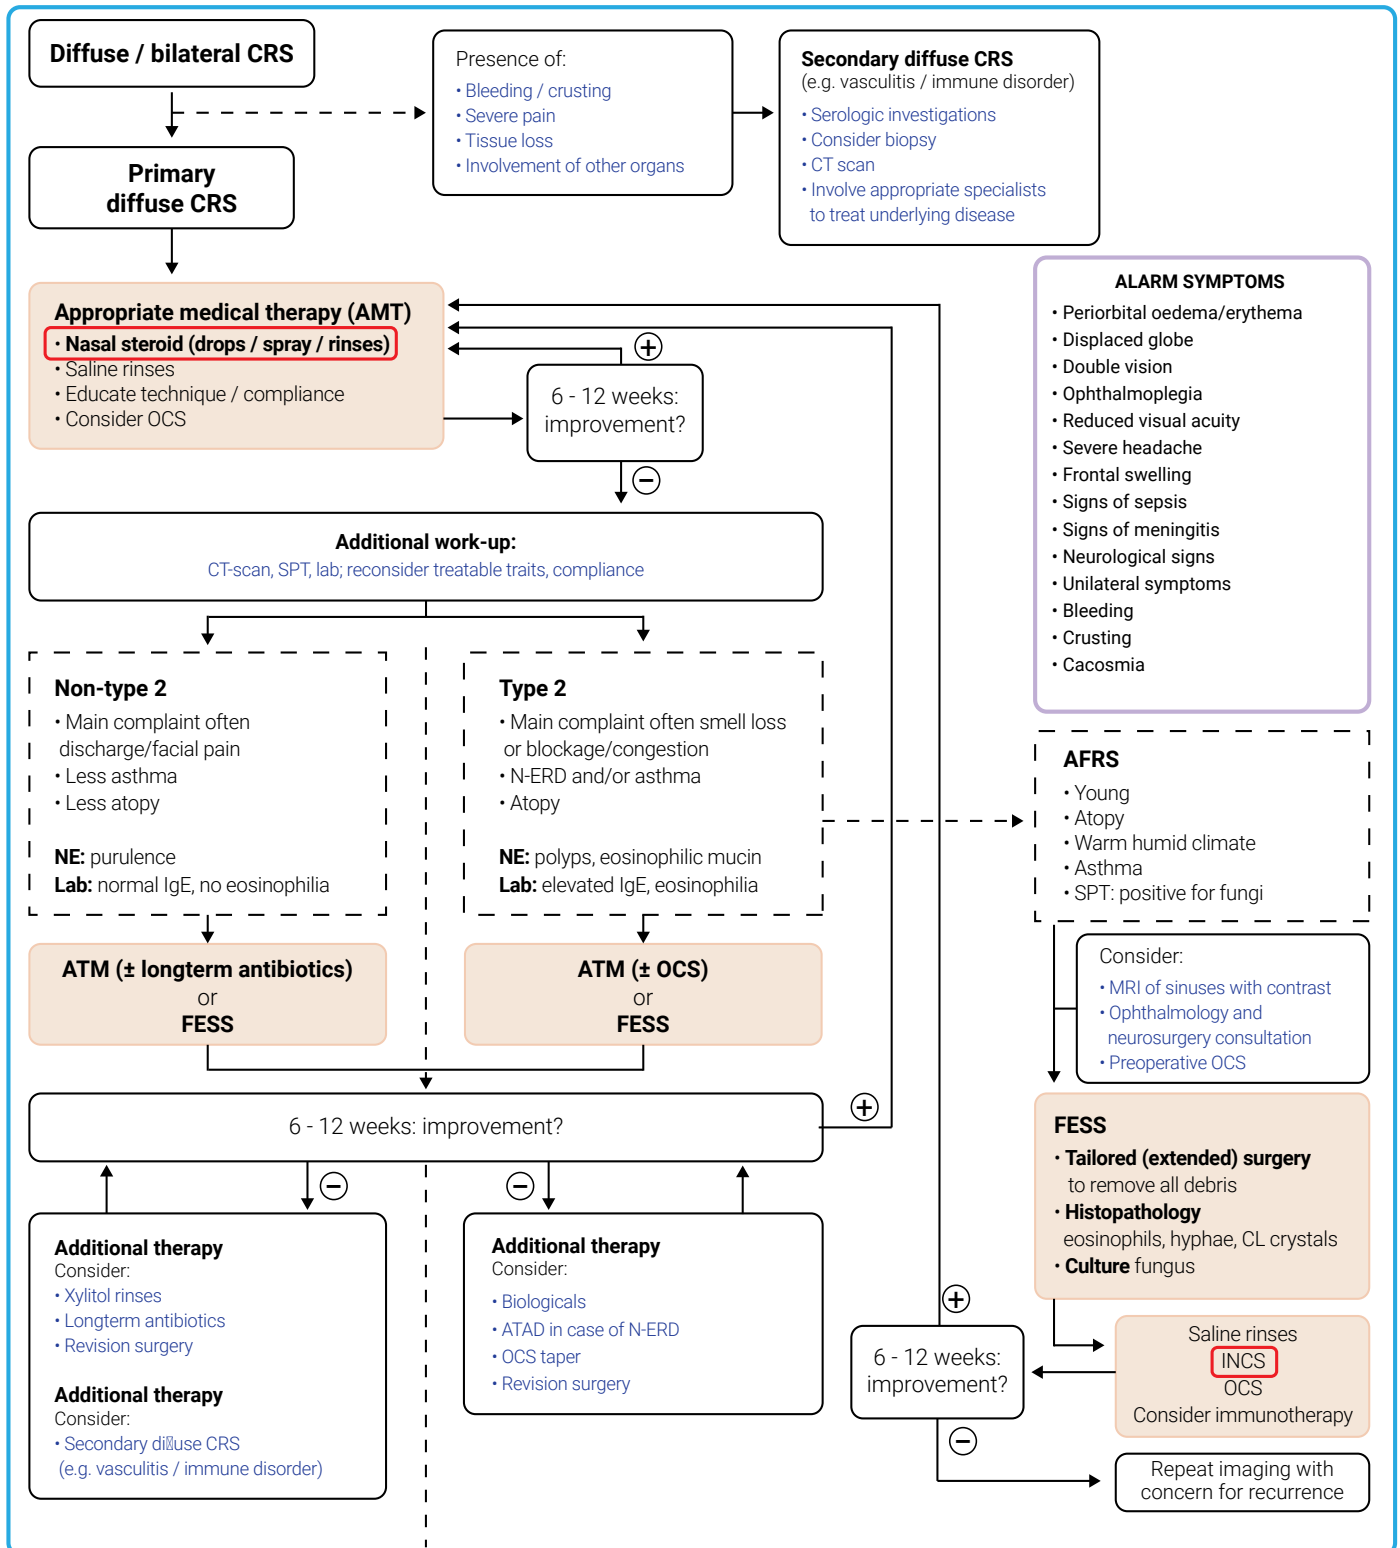 Diffuse / bilateral CRS
Presence of:
• Bleeding / crusting
• Severe pain
• Tissue loss
• Involvement of other organs
Secondary diffuse CRS
(e.g. vasculitis / immune disorder)
• Serologic investigations
• Consider biopsy
• CT scan
• Involve appropriate specialists
to treat underlying disease
Primary
diffuse CRS
Appropriate medical therapy (AMT)
• Nasal steroid (drops / spray / rinses)
• Saline rinses
• Educate technique / compliance
• Consider OCS
+
6 - 12 weeks:
improvement?
−
ALARM SYMPTOMS
• Periorbital oedema/erythema
• Displaced globe
• Double vision
• Ophthalmoplegia
• Reduced visual acuity
• Severe headache
• Frontal swelling
• Signs of sepsis
• Signs of meningitis
• Neurological signs
• Unilateral symptoms
• Bleeding
• Crusting
• Cacosmia
Additional work-up:
CT-scan, SPT, lab; reconsider treatable traits, compliance
Non-type 2
• Main complaint often
discharge/facial pain
• Less asthma
• Less atopy
NE: purulence
Lab: normal IgE, no eosinophilia
Type 2
• Main complaint often smell loss
or blockage/congestion
• N-ERD and/or asthma
• Atopy
NE: polyps, eosinophilic mucin
Lab: elevated IgE, eosinophilia
AFRS
• Young
• Atopy
• Warm humid climate
• Asthma
• SPT: positive for fungi
ATM (± longterm antibiotics)
or
FESS
ATM (± OCS)
or
FESS
Consider:
• MRI of sinuses with contrast
• Ophthalmology and
neurosurgery consultation
• Preoperative OCS
6 - 12 weeks: improvement?
+
−
−
FESS
• Tailored (extended) surgery
to remove all debris
• Histopathology
eosinophils, hyphae, CL crystals
• Culture fungus
Additional therapy
Consider:
• Xylitol rinses
• Longterm antibiotics
• Revision surgery
Additional therapy
Consider:
• Secondary di▯use CRS
(e.g. vasculitis / immune disorder)
Additional therapy
Consider:
• Biologicals
• ATAD in case of N-ERD
• OCS taper
• Revision surgery
+
6 - 12 weeks:
improvement?
−
Saline rinses
INCS
OCS
Consider immunotherapy
Repeat imaging with
concern for recurrence